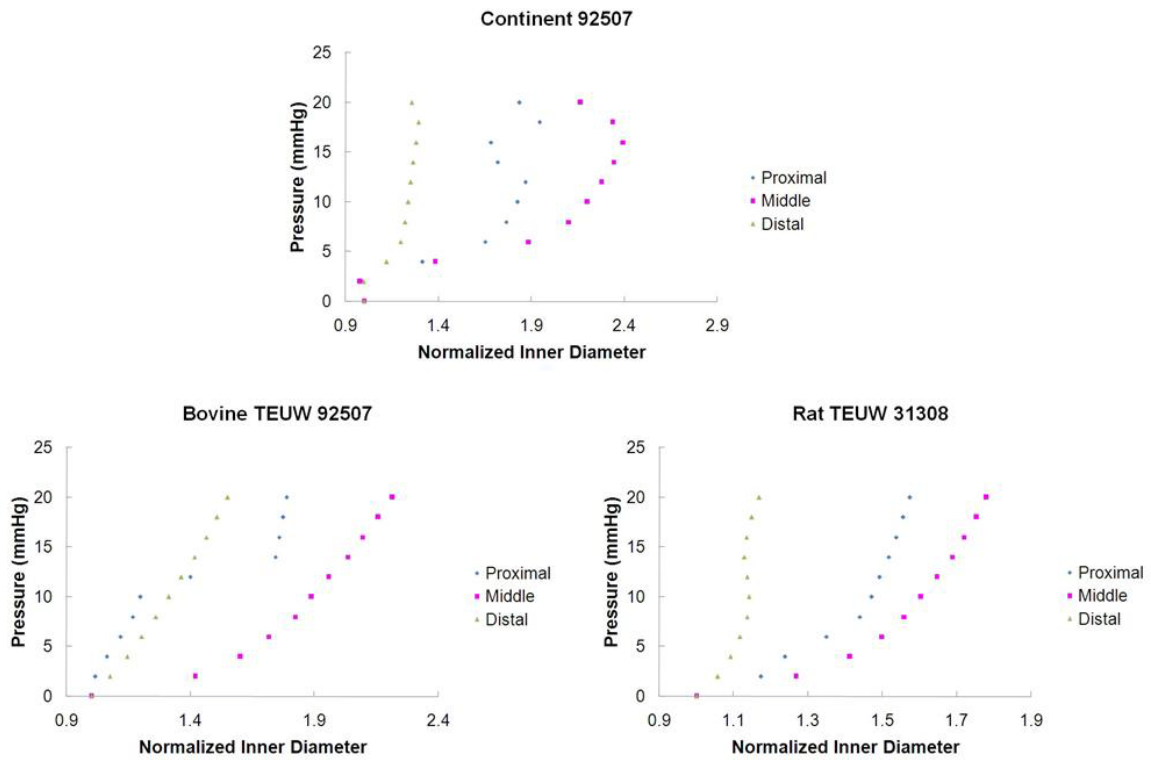 Continent 92507
25
20
15
10
5
0
Pressure (mmHg)
0.9 1.4 1.9 2.4 2.9
Normalized Inner Diameter
Proximal
Middle
Distal
Bovine TEUW 92507
25
20
15
10
5
0
Pressure (mmHg)
0.9 1.4 1.9 2.4
Normalized Inner Diameter
Proximal
Middle
Distal
Rat TEUW 31308
25
20
15
10
5
0
Pressure (mmHg)
0.9 1.1 1.3 1.5 1.7 1.9
Normalized Inner Diameter
Proximal
Middle
Distal